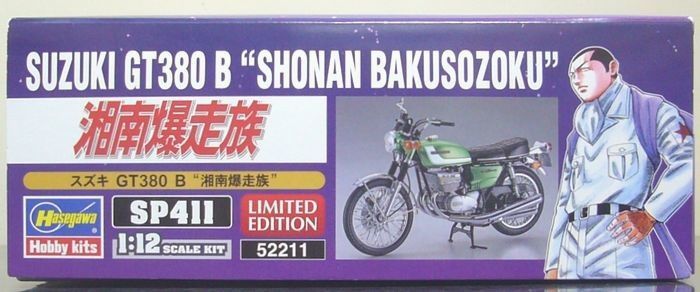 SUZUKI GT380 B “SHONAN BAKUSOZOKU”
湘南爆走族
スズキ GT380 B “湘南爆走族”
Hasegawa
Hobby kits
SP411
1:12 SCALE KIT
LIMITED
EDITION
52211